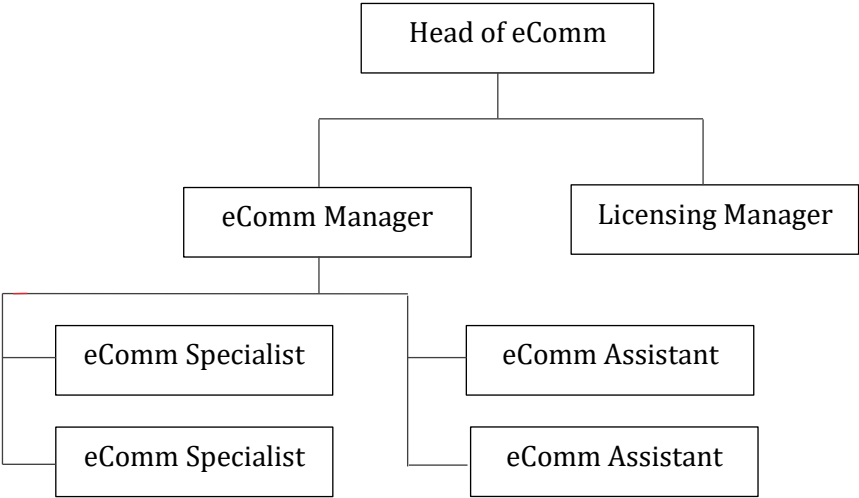 Head of eComm
eComm Manager
Licensing Manager
eComm Specialist
eComm Assistant
eComm Specialist
eComm Assistant